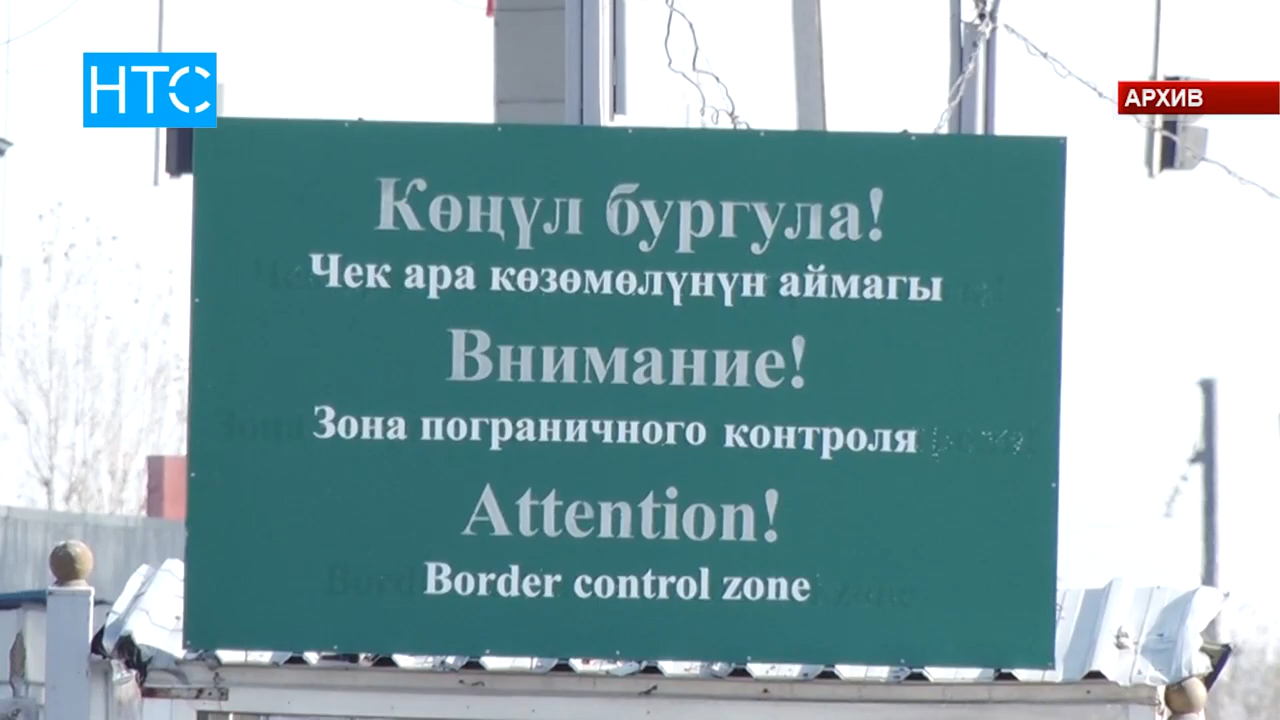 НТС
АРХИВ
Көңүл бургула!
Чек ара көзөмөлүнүн аймагы
Внимание!
Зона пограничного контроля
Attention!
Border control zone